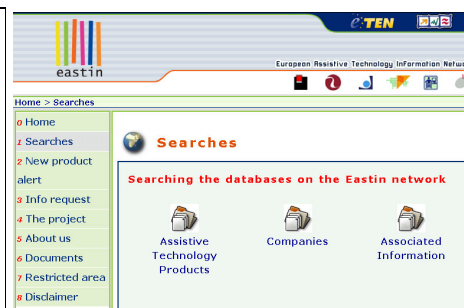 eTEN
European Assistive Technology Information Netw
eastin
Home > Searches
0 Home
1 Searches
2 New product alert
3 Info request
4 The project
5 About us
6 Documents
7 Restricted area
8 Disclaimer
Searches
Searching the databases on the Eastin network
Assistive Technology Products
Companies
Associated Information